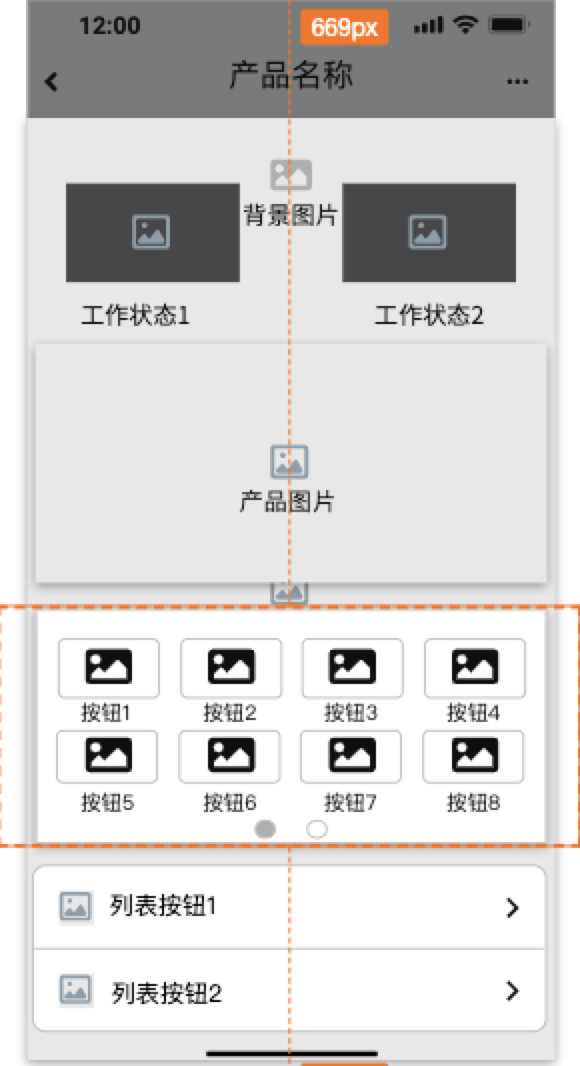 12:00
669px
产品名称
背景图片
工作状态1
工作状态2
产品图片
按钮1
按钮2
按钮3
按钮4
按钮5
按钮6
按钮7
按钮8
列表按钮1
列表按钮2